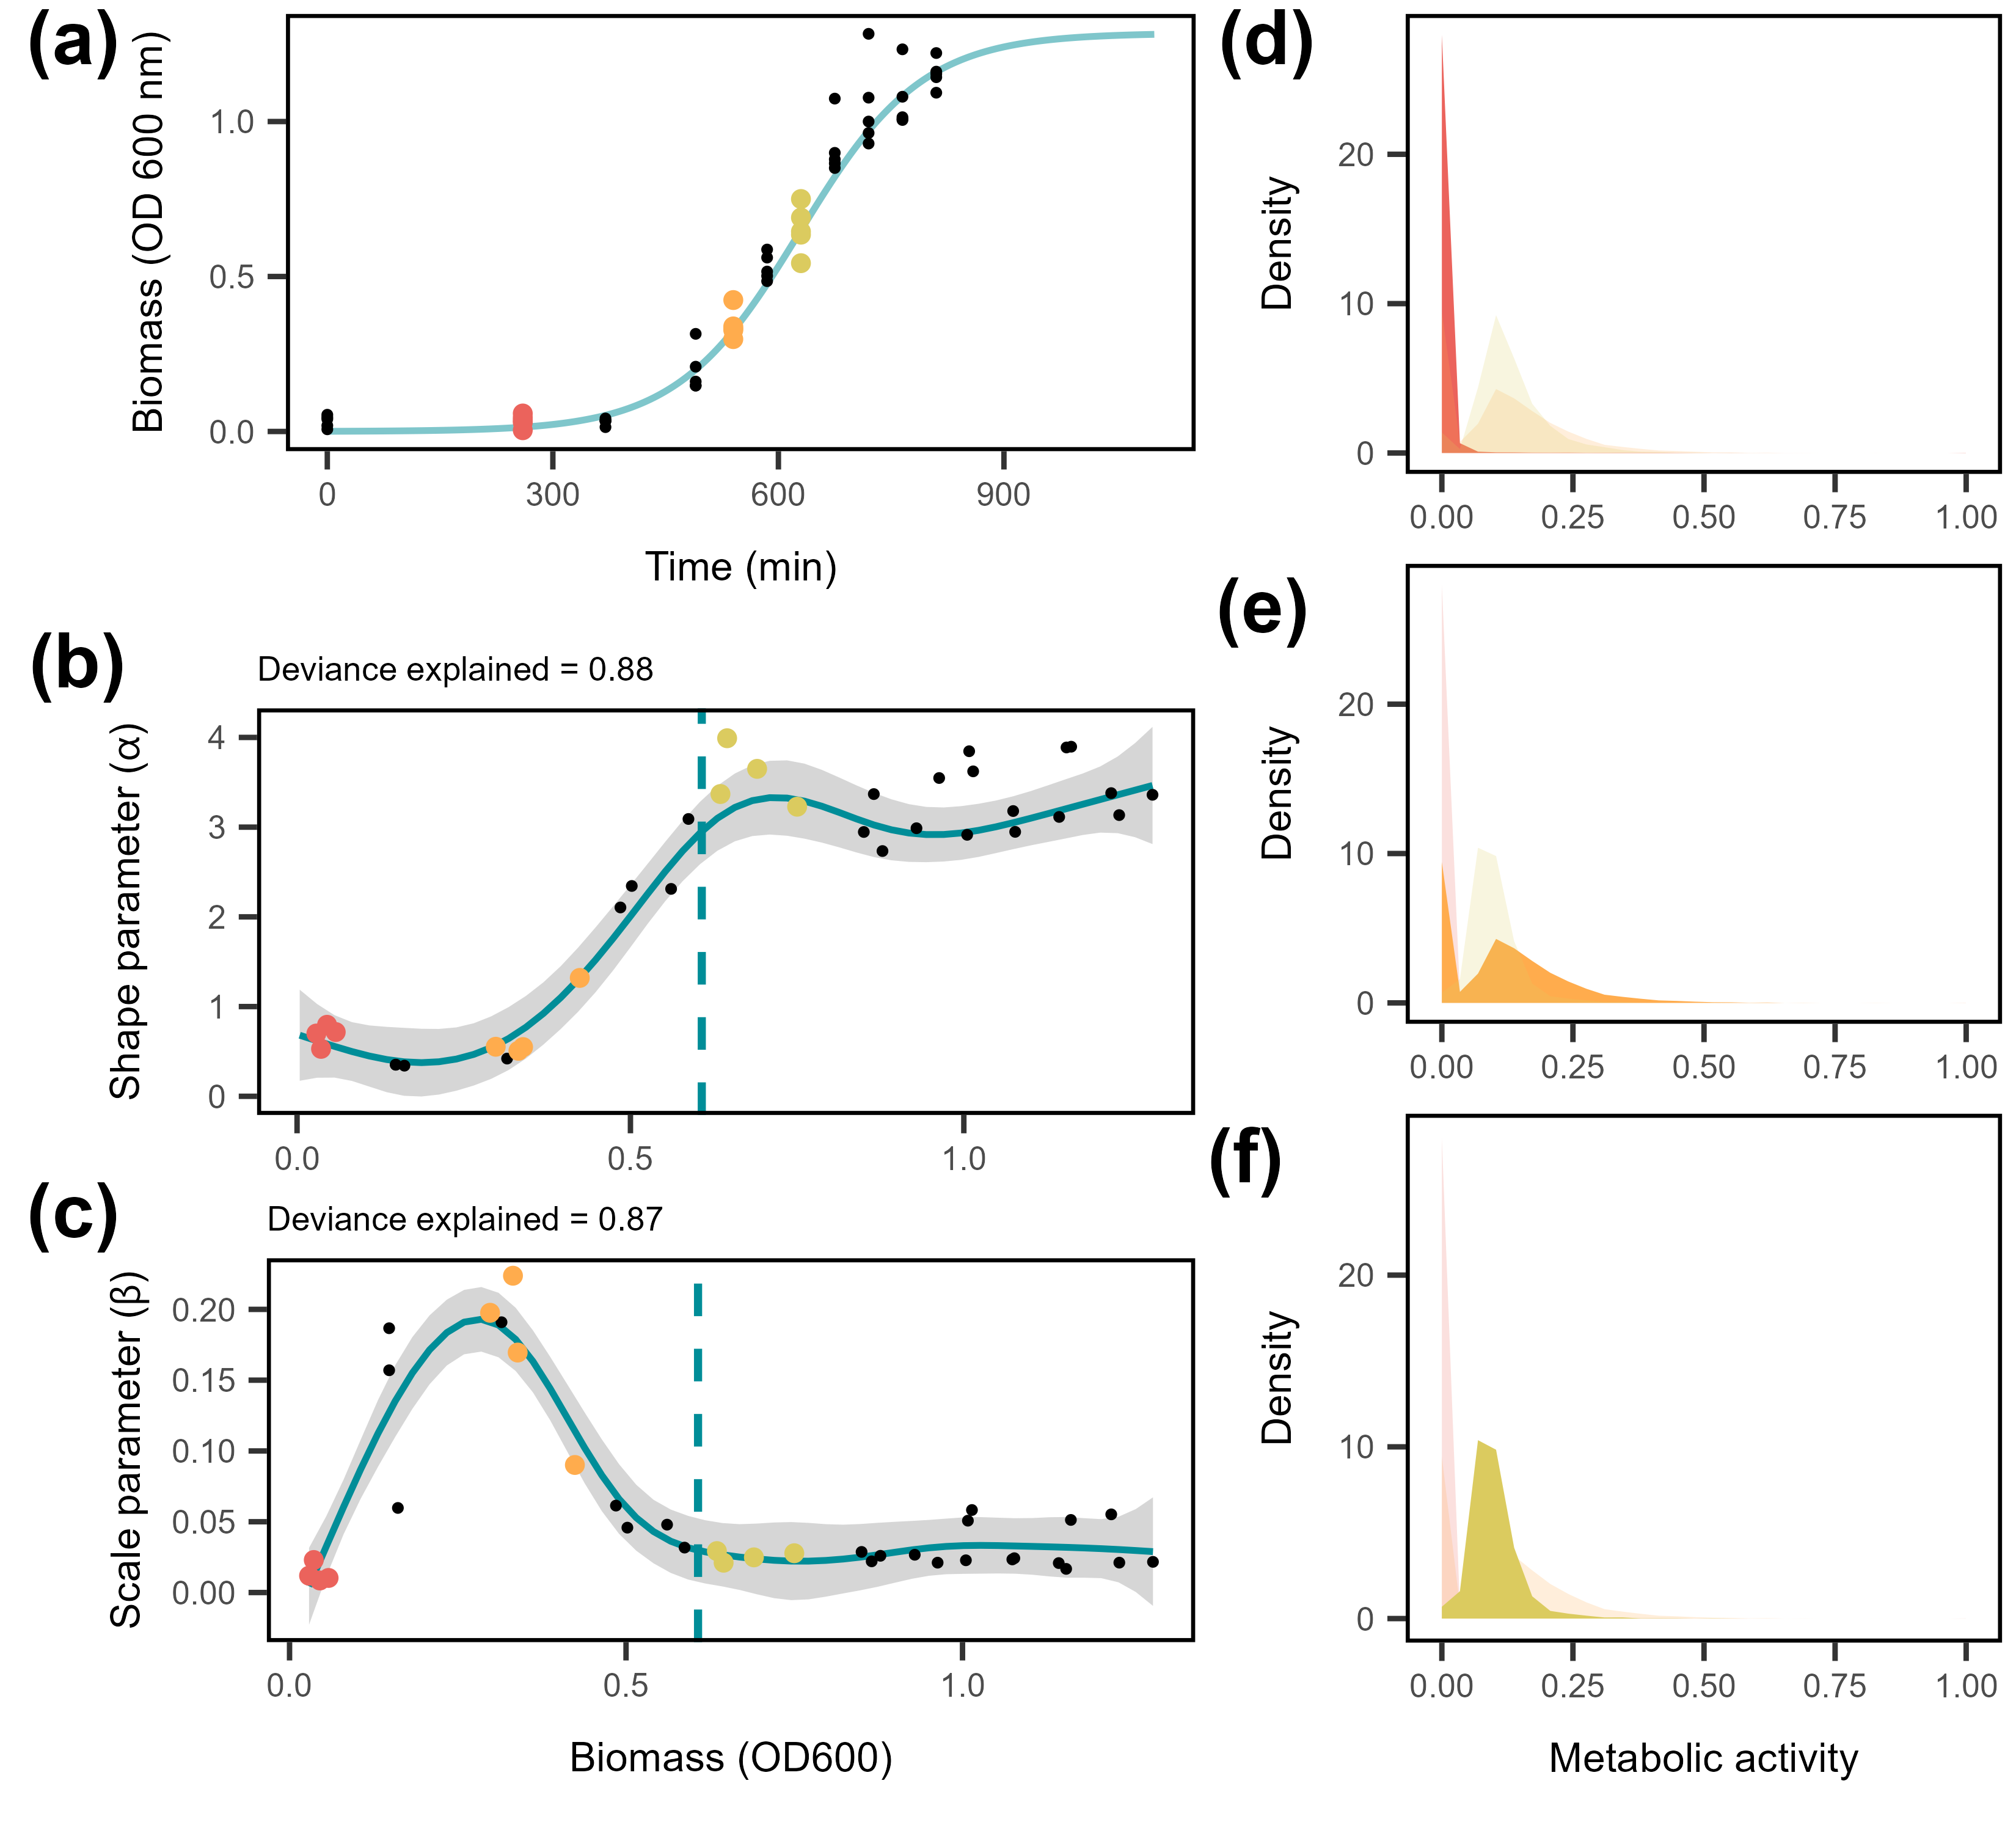 (a)
Biomass (OD 600 nm)
1.0
0.5
0.0
0 300 600 900
Time (min)
(b)
Deviance explained = 0.88
Shape parameter (α)
4
3
2
1
0
0.0 0.5 1.0
(c)
Deviance explained = 0.87
Scale parameter (β)
0.20
0.15
0.10
0.05
0.00
0.0 0.5 1.0
Biomass (OD600)
(d)
Density
20
10
0
0.00 0.25 0.50 0.75 1.00
(e)
Density
20
10
0
0.00 0.25 0.50 0.75 1.00
(f)
Density
20
10
0
0.00 0.25 0.50 0.75 1.00
Metabolic activity